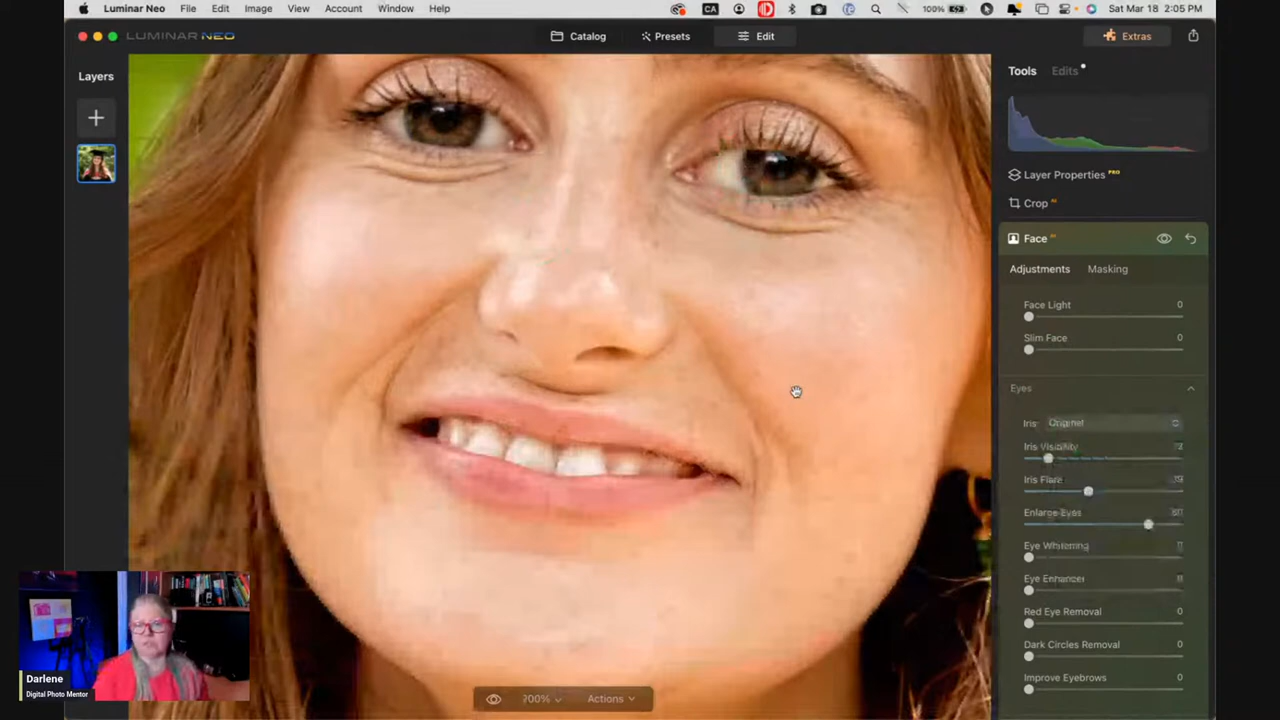 Luminar Neo File Edit Image View Account Window Help CA 100% Sat Mar 18 2:05 PM
LUMINAR NEO Catalog Presets Edit Extras
Layers
Tools Edits
Layer Properties PRO
Crop
Face
Adjustments Masking
Face Light 0
Slim Face 0
Eyes
Iris Original
Iris Visibility
Iris Flare
Enlarge Eyes
Eye Whitening
Eye Enhancer
Red Eye Removal 0
Dark Circles Removal 0
Improve Eyebrows 0
Actions
Darlene
Digital Photo Mentor